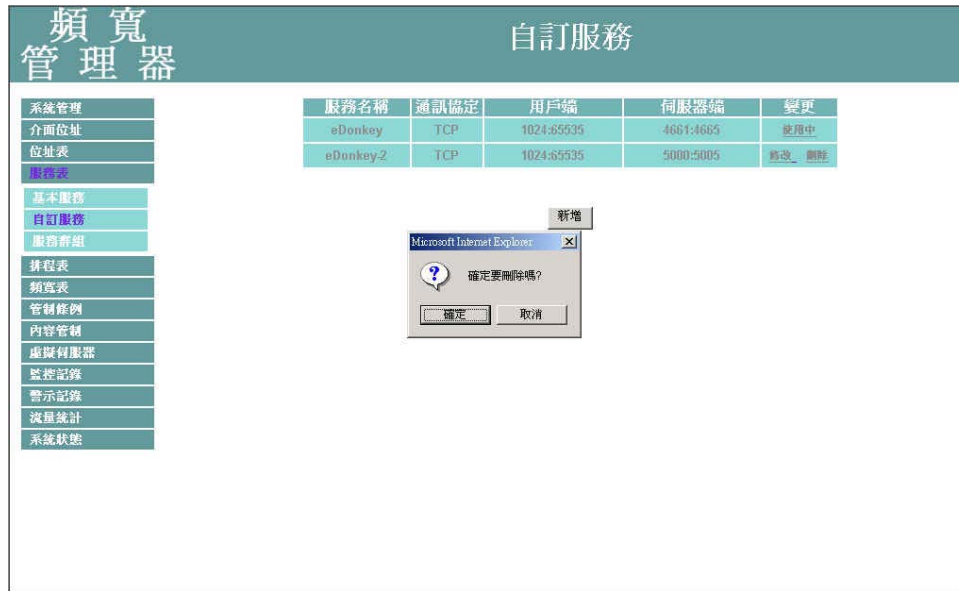 頻 寬
管 理 器
自訂服務
系統管理
介面位址
位址表
服務表
基本服務
自訂服務
服務群組
排程表
頻寬表
管制條例
內容管制
虛擬伺服器
監控記錄
警示記錄
流量統計
系統狀態
服務名稱 通訊協定 用戶端 伺服器端 變更
eDonkey TCP 1024:65535 4661:4665 使用中
eDonkey-2 TCP 1024:65535 5000:5005 修改 刪除
新增
Microsoft Internet Explorer
確定要刪除嗎?
確定 取消